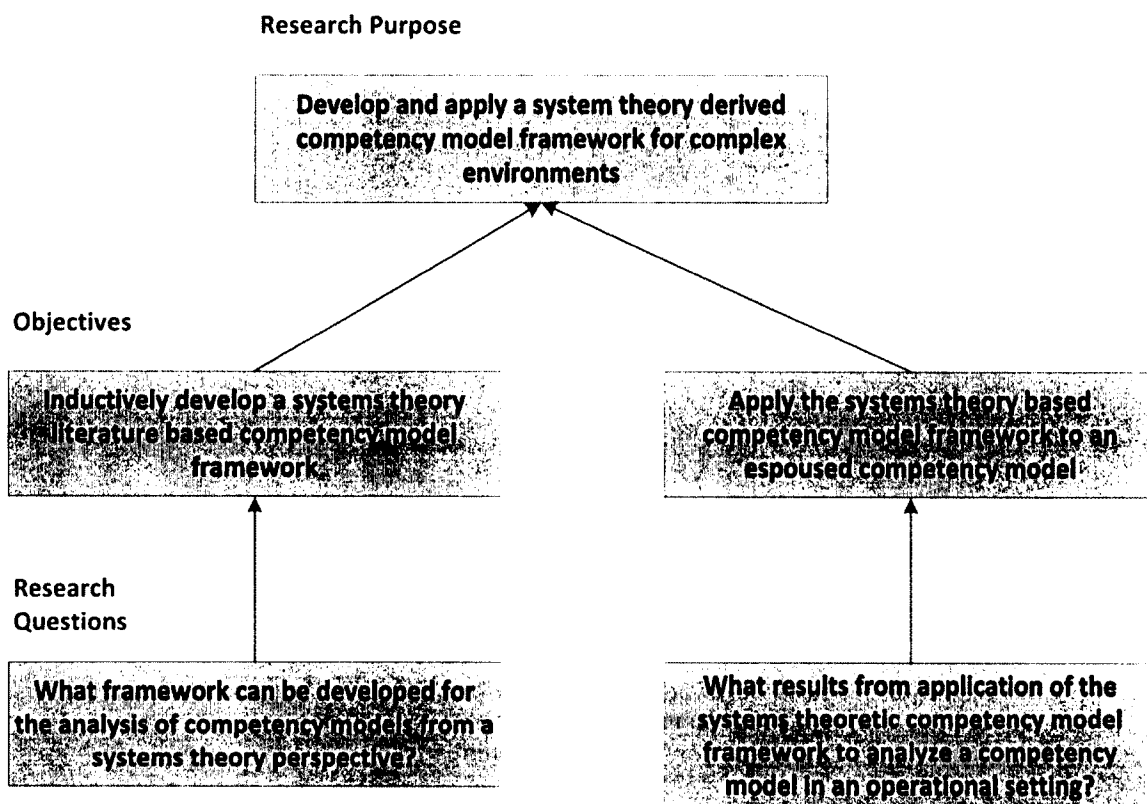 Research Purpose
Develop and apply a system theory derived
competency model framework for complex
environments
Objectives
Inductively develop a systems theory
literature based competency model
framework.
Apply the systems theory based
competency model framework to an
espoused competency model
Research
Questions
What framework can be developed for
the analysis of competency models from a
systems theory perspective?
What results from application of the
systems theoretic competency model
framework to analyze a competency
model in an operational setting?